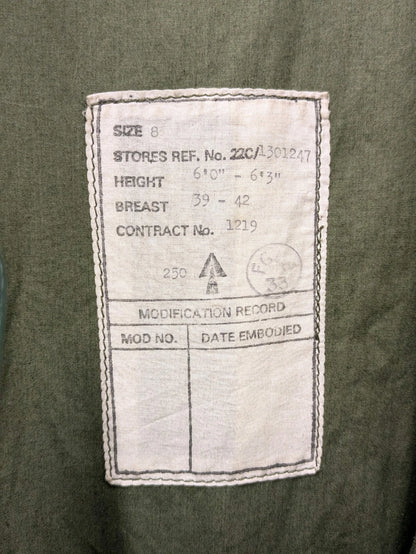 SIZE 8
STORES REF. No. 22C/1301247
HEIGHT 6'0" - 6'3"
BREAST 39 - 42
CONTRACT No. 1219
250
F.G.
33
MODIFICATION RECORD
MOD NO. DATE EMBODIED